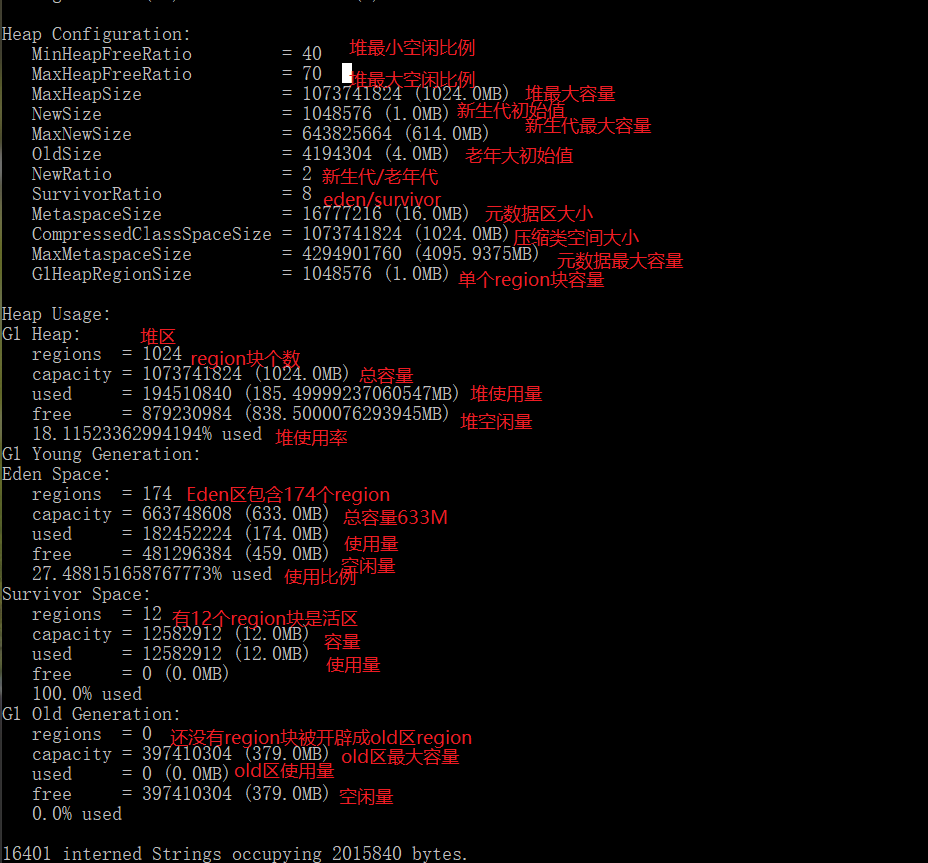 Heap Configuration:
MinHeapFreeRatio = 40 堆最小空闲比例
MaxHeapFreeRatio = 70 堆最大空闲比例
MaxHeapSize = 1073741824 (1024.0MB) 堆最大容量
NewSize = 1048576 (1.0MB) 新生代初始值
MaxNewSize = 643825664 (614.0MB) 新生代最大容量
OldSize = 4194304 (4.0MB) 老年大初始值
NewRatio = 2 新生代/老年代
SurvivorRatio = 8 eden/survivor
MetaspaceSize = 16777216 (16.0MB) 元数据区大小
CompressedClassSpaceSize = 1073741824 (1024.0MB) 压缩类空间大小
MaxMetaspaceSize = 4294901760 (4095.9375MB) 元数据最大容量
G1HeapRegionSize = 1048576 (1.0MB) 单个region块容量
Heap Usage:
G1 Heap: 堆区
regions = 1024 region块个数
capacity = 1073741824 (1024.0MB) 总容量
used = 194510840 (185.49999237060547MB) 堆使用量
free = 879230984 (838.5000076293945MB) 堆空闲量
18.11523362994194% used 堆使用率
G1 Young Generation:
Eden Space:
regions = 174 Eden区包含174个region
capacity = 663748608 (633.0MB) 总容量633M
used = 182452224 (174.0MB) 使用量
free = 481296384 (459.0MB) 空闲量
27.488151658767773% used 使用比例
Survivor Space:
regions = 12 有12个region块是活区
capacity = 12582912 (12.0MB) 容量
used = 12582912 (12.0MB) 使用量
free = 0 (0.0MB)
100.0% used
G1 Old Generation:
regions = 0 还没有region块被开辟成old区region
capacity = 397410304 (379.0MB) old区最大容量
used = 0 (0.0MB) old区使用量
free = 397410304 (379.0MB) 空闲量
0.0% used
16401 interned Strings occupying 2015840 bytes.